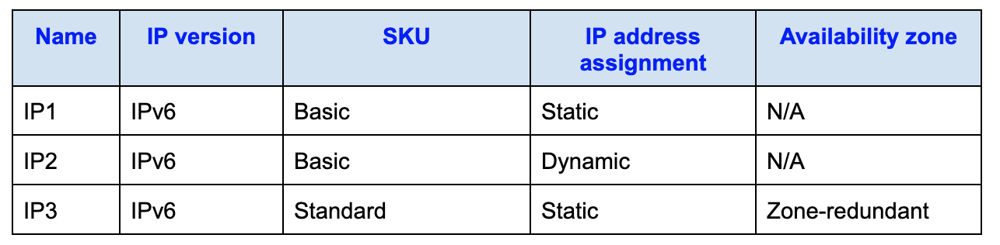 Name IP version SKU IP address assignment Availability zone
IP1 IPv6 Basic Static N/A
IP2 IPv6 Basic Dynamic N/A
IP3 IPv6 Standard Static Zone-redundant